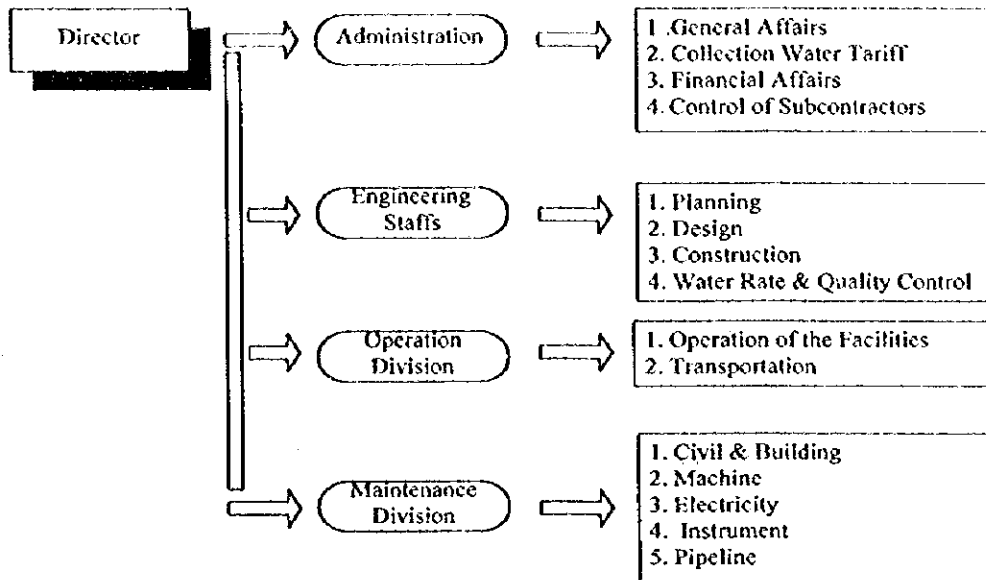 Director
Administration
1 .General Affairs
2. Collection Water Tariff
3. Financial Affairs
4. Control of Subcontractors
Engineering
Staffs
1. Planning
2. Design
3. Construction
4. Water Rate & Quality Control
Operation
Division
1. Operation of the Facilities
2. Transportation
Maintenance
Division
1. Civil & Building
2. Machine
3. Electricity
4. Instrument
5. Pipeline